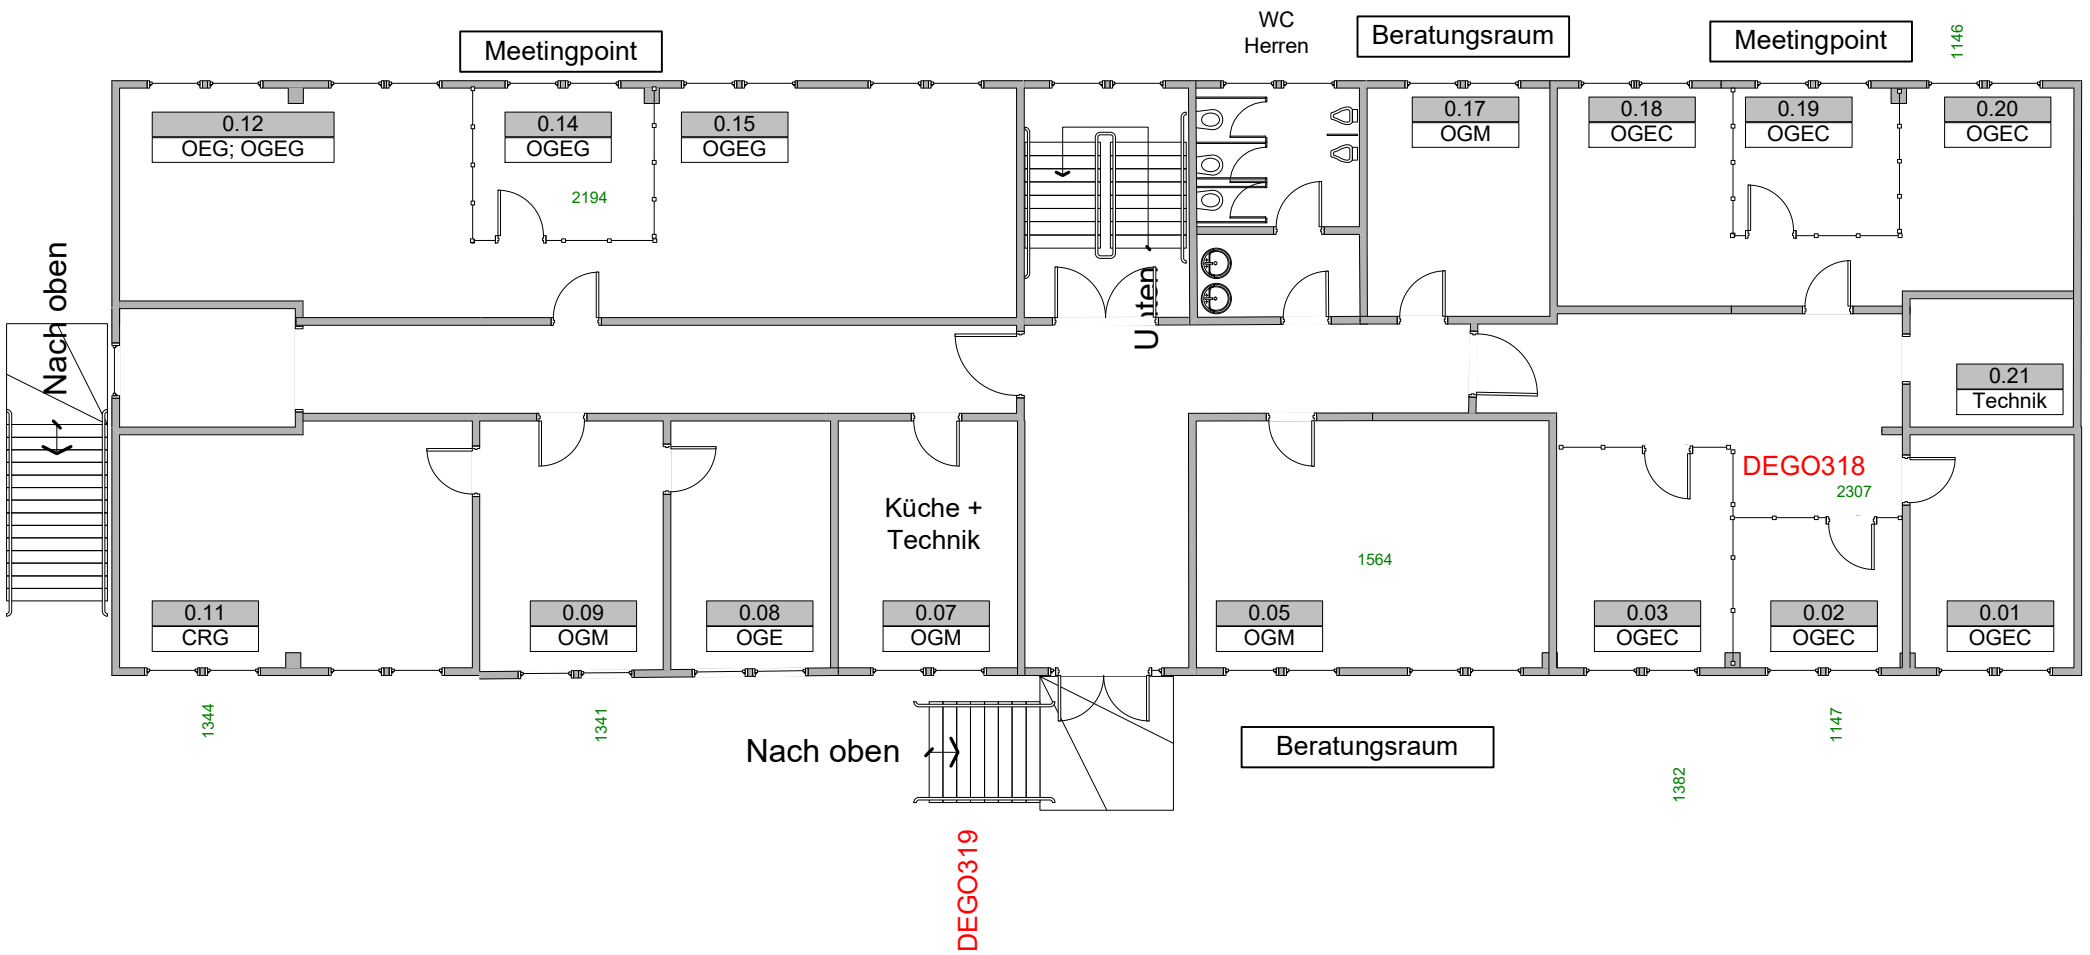 WC
Herren
Meetingpoint
Beratungsraum
Meetingpoint
1146
0.12
OEG; OGEG
0.14
OGEG
0.15
OGEG
0.17
OGM
0.18
OGEC
0.19
OGEC
0.20
OGEC
2194
Nach oben
0.21
Technik
DEGO318
2307
Küche +
Technik
1564
0.11
CRG
0.09
OGM
0.08
OGE
0.07
OGM
0.05
OGM
0.03
OGEC
0.02
OGEC
0.01
OGEC
1344
1341
Nach oben
Beratungsraum
1147
1382
DEGO319